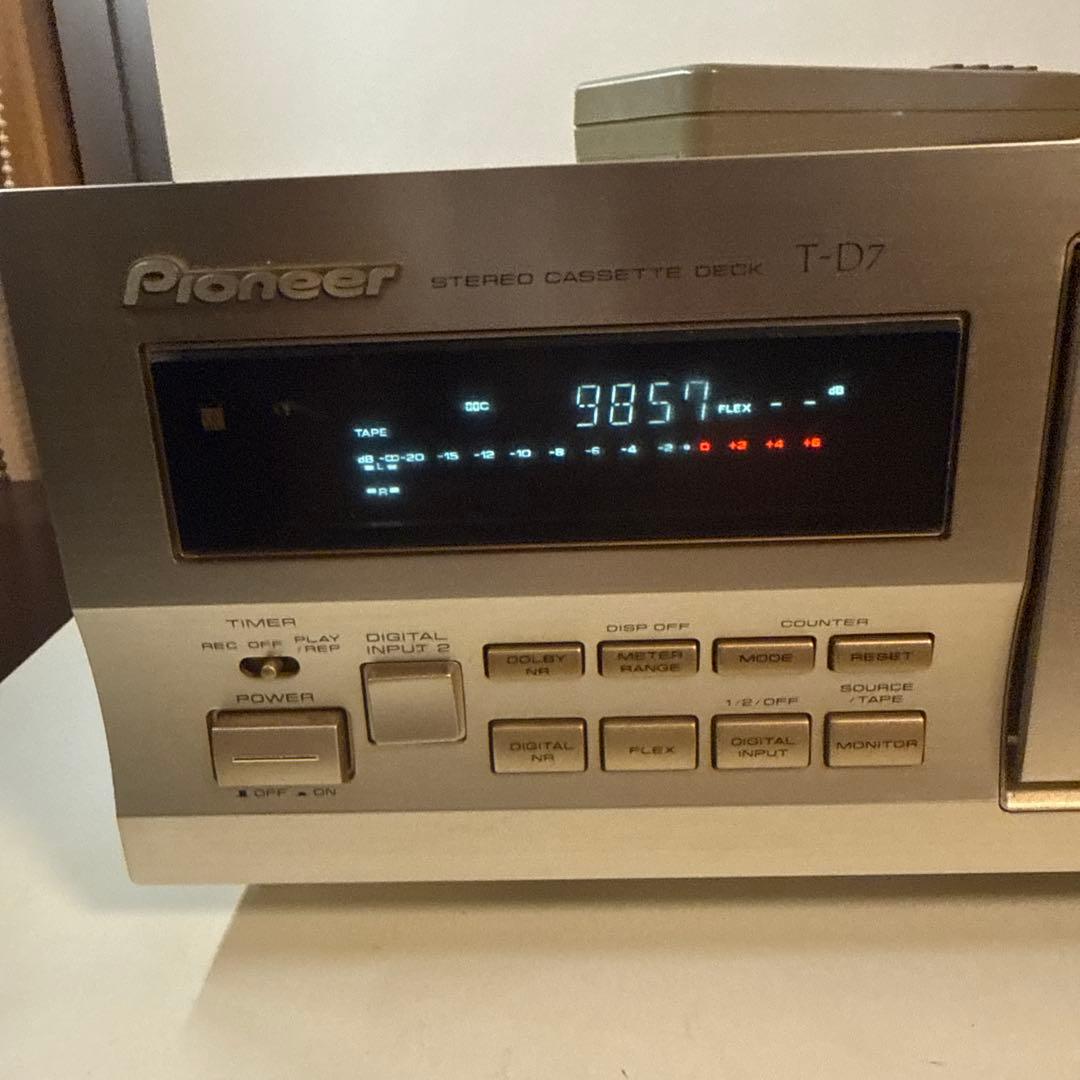 Pioneer STEREO CASSETTE DECK T-D7
9857 FLEX - - dB
▯▯C
TAPE
dB -∞ -20 -15 -12 -10 -8 -6 -4 -2 • 0 +2 +4 +6
L
R
TIMER
REC OFF PLAY /REP
DIGITAL INPUT 2
POWER
OFF ON
DISP OFF
COUNTER
DOLBY NR
METER RANGE
MODE
RESET
1/2/OFF
SOURCE /TAPE
DIGITAL NR
FLEX
DIGITAL INPUT
MONITOR